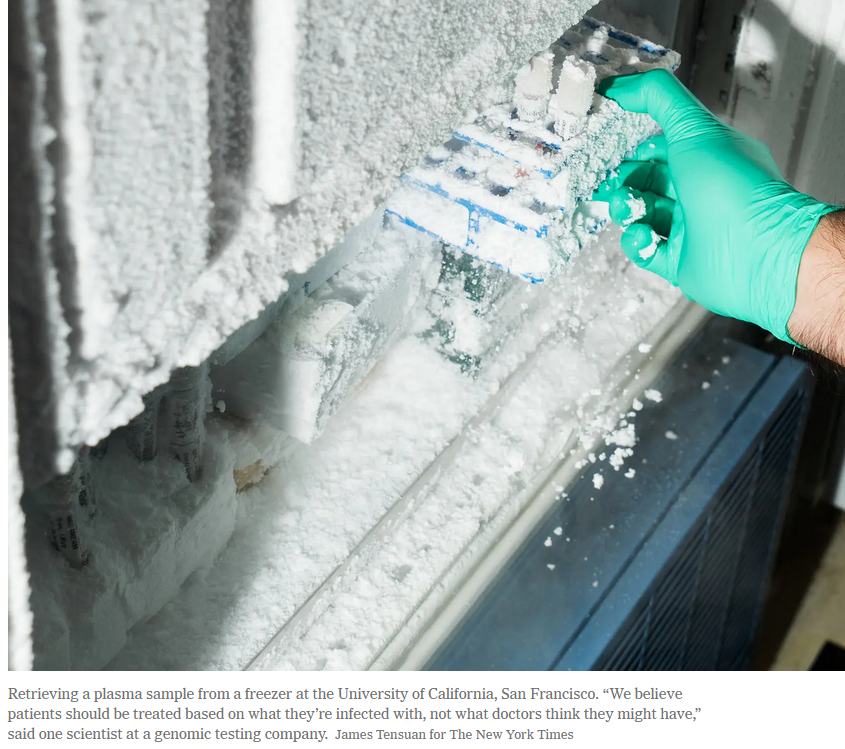 Retrieving a plasma sample from a freezer at the University of California, San Francisco. “We believe
patients should be treated based on what they’re infected with, not what doctors think they might have,”
said one scientist at a genomic testing company. James Tensuan for The New York Times